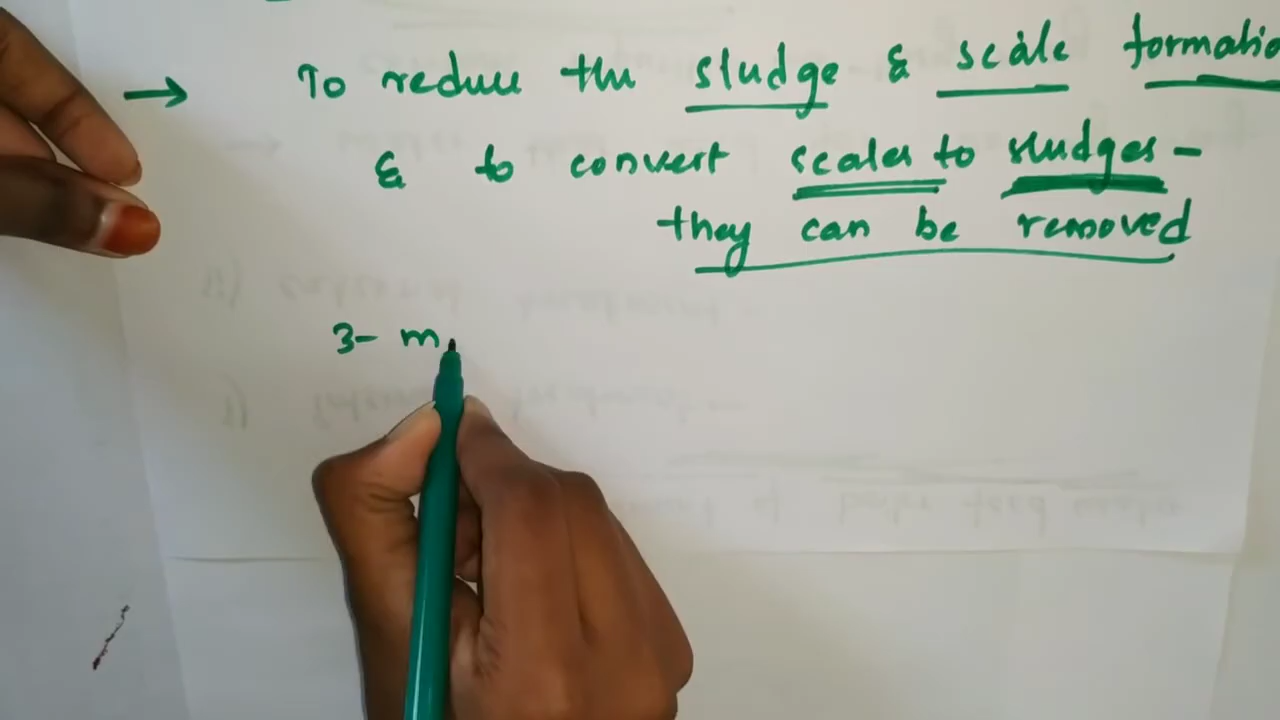 → To reduce the sludge & scale formatio
& to convert scales to sludges -
they can be removed
3- m